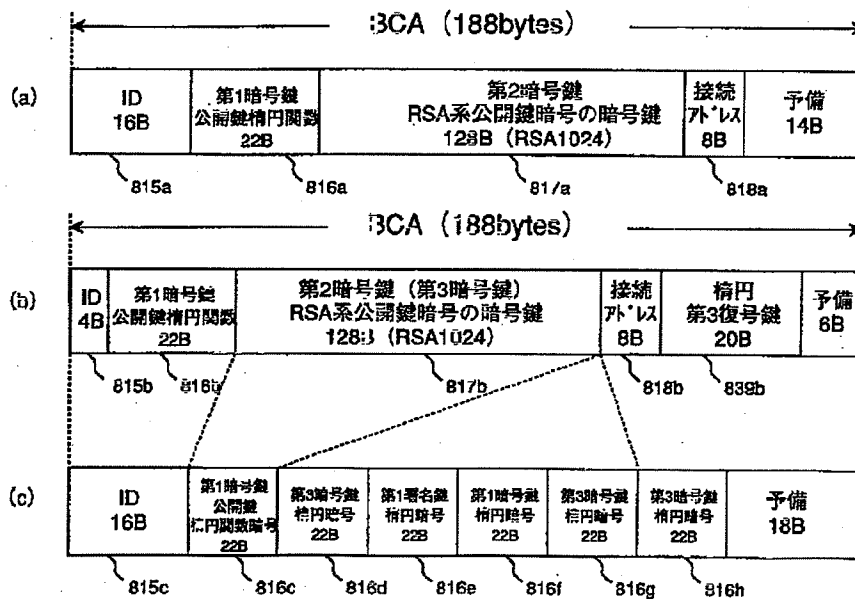 BCA (188bytes)
(a)
ID
16B
第1暗号鍵
公開鍵楕円関数
22B
第2暗号鍵
RSA系公開鍵暗号の暗号鍵
128B (RSA1024)
接続
アドレス
8B
予備
14B
815a
816a
817a
818a
BCA (188bytes)
(b)
ID
4B
第1暗号鍵
公開鍵楕円関数
22B
第2暗号鍵 (第3暗号鍵)
RSA系公開鍵暗号の暗号鍵
128B (RSA1024)
接続
アドレス
8B
楕円
第3復号鍵
20B
予備
6B
815b
816b
817b
818b
839b
(c)
ID
16B
第1暗号鍵
公開鍵
楕円関数暗号
22B
第3暗号鍵
楕円暗号
22B
第1署名鍵
楕円暗号
22B
第1暗号鍵
楕円暗号
22B
第3暗号鍵
楕円暗号
22B
第3暗号鍵
楕円暗号
22B
予備
18B
815c
816c
816d
816e
816f
816g
816h